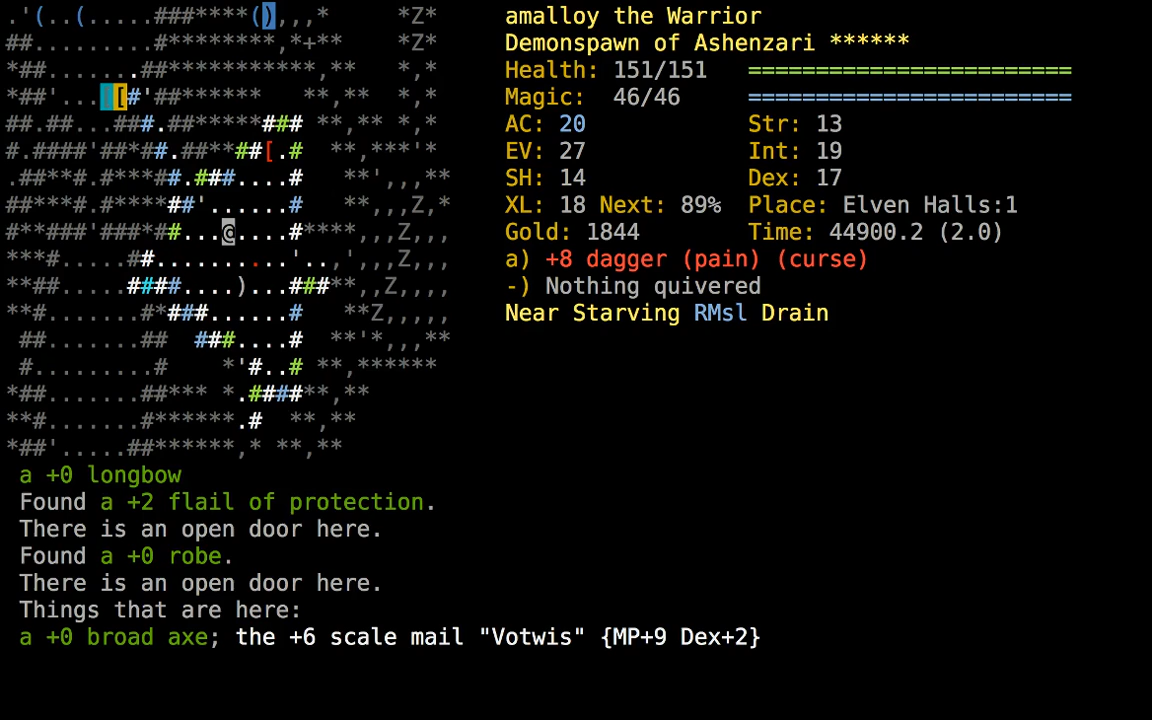 .'(..(.....###****(),,,* *Z*
amalloy the Warrior
##.........#********,*+** *Z*
Demonspawn of Ashenzari ******
*##.......##***********,** *,*
Health: 151/151 ========================
*##'...|[#'##****** **,** *,*
Magic: 46/46 ========================
##.##...##.#.##*****### **,** *,*
AC: 20 Str: 13
#.####'##*##.##**##[.# **,***'*
EV: 27 Int: 19
.##**#.#***##.###....# **',,,**
SH: 14 Dex: 17
##***#.#****##'......# **,,,Z,*
XL: 18 Next: 89% Place: Elven Halls:1
#**###'###*##...@....#****,,,Z,,,
Gold: 1844 Time: 44900.2 (2.0)
***#.....##..........'..,',,,Z,,,
a) +8 dagger (pain) (curse)
**##.....####....)...###**,,Z,,,,
-) Nothing quivered
**#.......#*###......# **Z,,,,,
Near Starving RMsl Drain
##.......## ###....# **'*,,,**
#.........# *'#..# **,******
*##.......##*** *.####**,**
**#.......#******.# **,**
*##'.....##******,* **,**
a +0 longbow
Found a +2 flail of protection.
There is an open door here.
Found a +0 robe.
There is an open door here.
Things that are here:
a +0 broad axe; the +6 scale mail "Votwis" {MP+9 Dex+2}